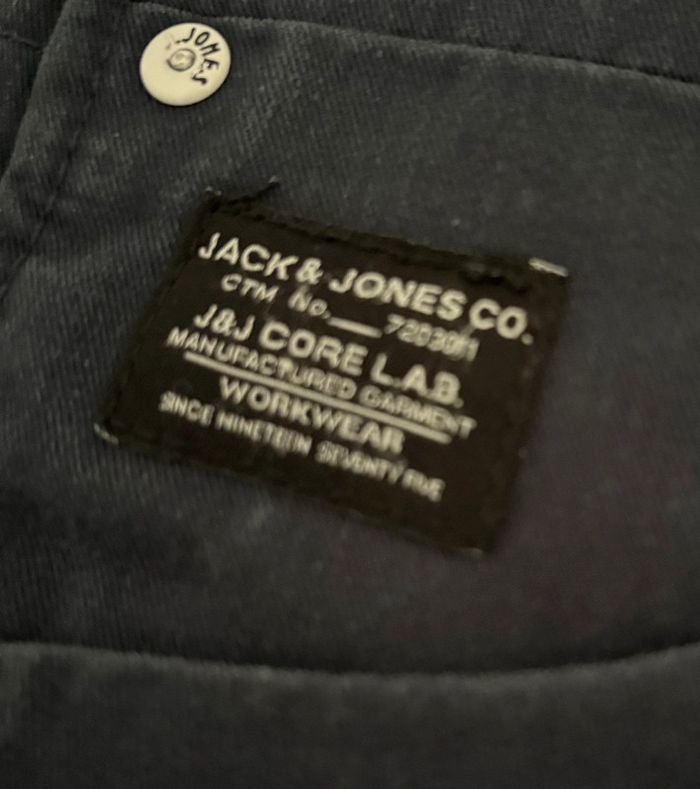 JONES
JACK & JONES CO.
CTM No.
J&J CORE L.A.B.
MANUFACTURED GARMENT
WORKWEAR
SINCE NINETEEN SEVENTY FIVE